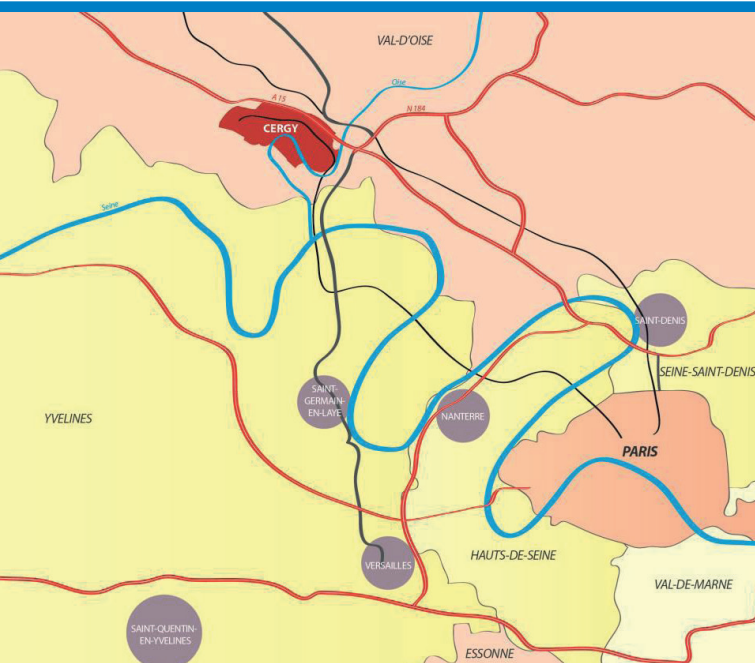 VAL-D'OISE
Oise
A 15
N 184
CERGY
Seine
SAINT-DENIS
SEINE-SAINT-DENIS
SAINT-
GERMAIN-
EN-LAYE
NANTERRE
YVELINES
PARIS
HAUTS-DE-SEINE
VERSAILLES
VAL-DE-MARNE
SAINT-QUENTIN-
EN-YVELINES
ESSONNE